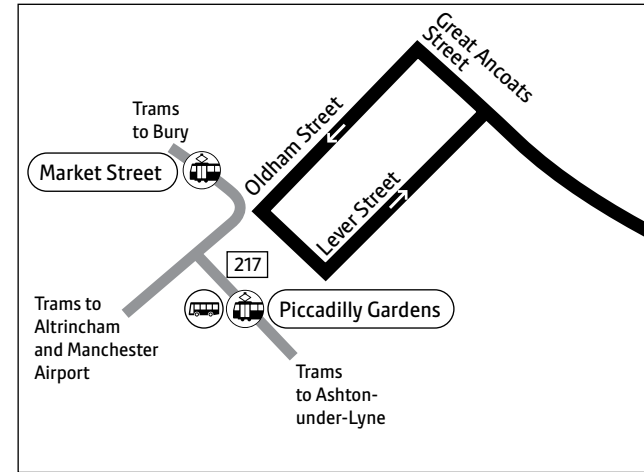 Great Ancoats
Street
Trams
to Bury
Oldham Street
Market Street
Lever Street
217
Trams to
Altrincham
and Manchester
Airport
Piccadilly Gardens
Trams
to Ashton-
under-Lyne